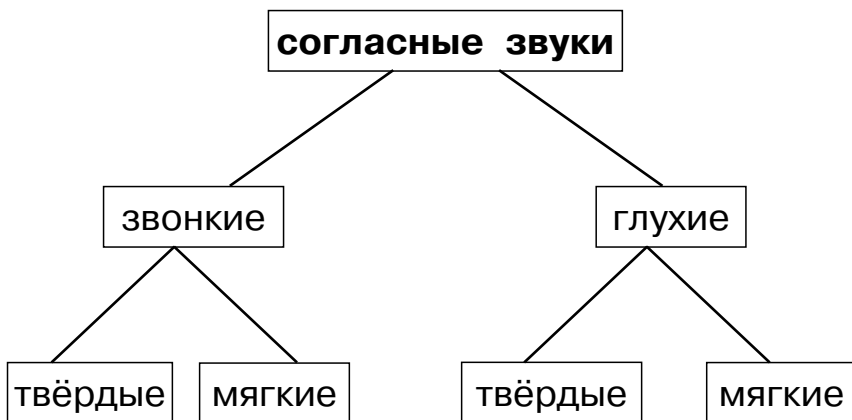 согласные звуки
звонкие глухие
твёрдые мягкие твёрдые мягкие